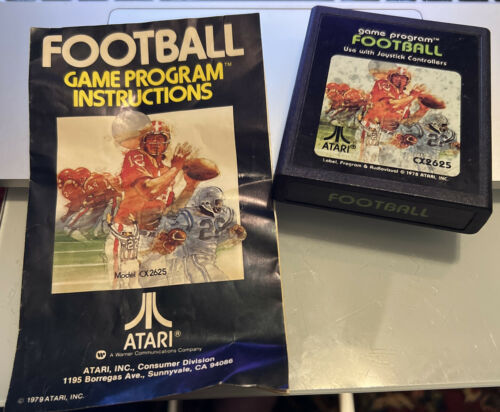 FOOTBALL
GAME PROGRAM™
INSTRUCTIONS
Model CX2625
ATARI®
A Warner Communications Company
ATARI, INC., Consumer Division
1195 Borregas Ave., Sunnyvale, CA 94086
© 1979 ATARI, INC.
game program™
FOOTBALL
Use with Joystick Controllers
ATARI®
CX2625
Label, Program & Audiovisual © 1978 ATARI, INC.
FOOTBALL